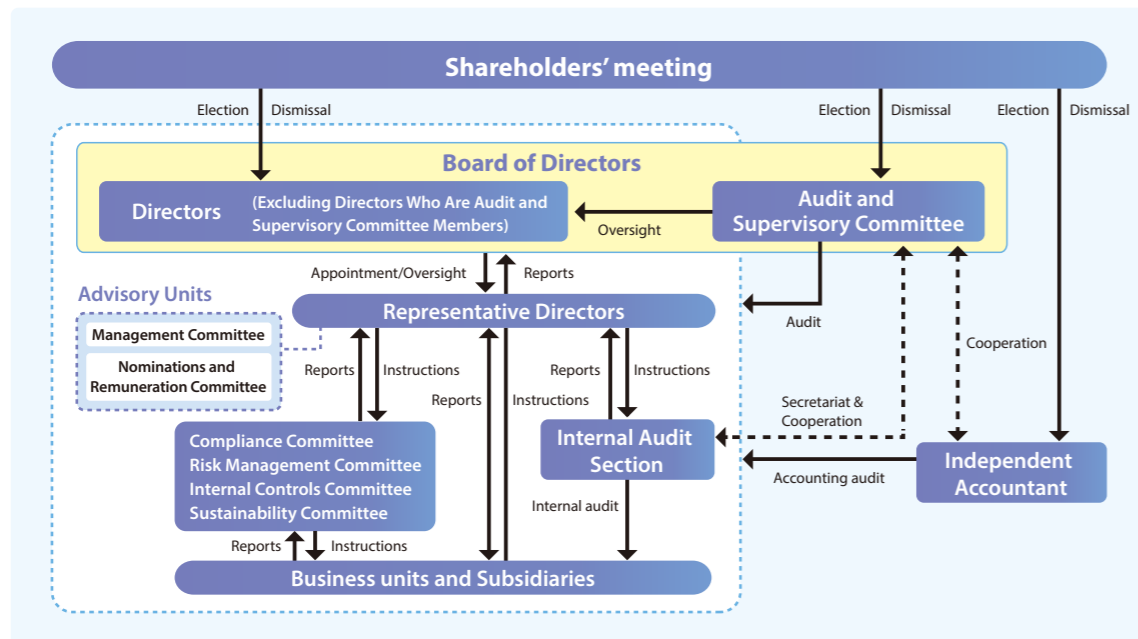 Shareholders' meeting
Election
Dismissal
Election
Dismissal
Election
Dismissal
Board of Directors
Directors
(Excluding Directors Who Are Audit and
Supervisory Committee Members)
Oversight
Audit and
Supervisory Committee
Appointment/Oversight
Reports
Advisory Units
Management Committee
Nominations and
Remuneration Committee
Representative Directors
Audit
Cooperation
Reports
Instructions
Reports
Instructions
Reports
Instructions
Secretariat &
Cooperation
Compliance Committee
Risk Management Committee
Internal Controls Committee
Sustainability Committee
Internal Audit
Section
Independent
Accountant
Accounting audit
Internal audit
Reports
Instructions
Business units and Subsidiaries